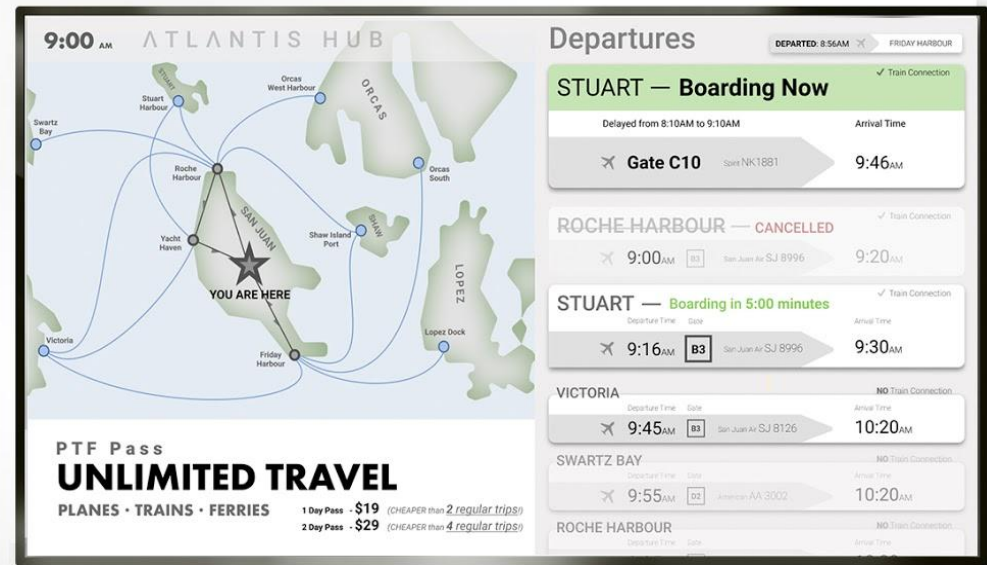 9:00 AM ATLANTIS HUB
STUART
Stuart
Harbour
Orcas
West Harbour
ORCAS
Swartz
Bay
Roche
Harbour
Orcas
South
SAN JUAN
Yacht
Haven
Shaw Island
Port
SHAW
YOU ARE HERE
LOPEZ
Victoria
Friday
Harbour
Lopez Dock
PTF Pass
UNLIMITED TRAVEL
PLANES · TRAINS · FERRIES
1 Day Pass - $19 (CHEAPER than 2 regular trips!)
2 Day Pass - $29 (CHEAPER than 4 regular trips!)
Departures
DEPARTED: 8:56AM FRIDAY HARBOUR
✓ Train Connection
STUART — Boarding Now
Delayed from 8:10AM to 9:10AM Arrival Time
Gate C10 Spirit NK1881 9:46AM
✓ Train Connection
ROCHE HARBOUR — CANCELLED
9:00AM B3 San Juan Air SJ 8996 9:20AM
✓ Train Connection
STUART — Boarding in 5:00 minutes
Departure Time Gate Arrival Time
9:16AM B3 San Juan Air SJ 8996 9:30AM
VICTORIA NO Train Connection
Departure Time Gate Arrival Time
9:45AM B3 San Juan Air SJ 8126 10:20AM
SWARTZ BAY NO Train Connection
Departure Time Gate Arrival Time
9:55AM D2 American AA 3002 10:20AM
ROCHE HARBOUR NO Train Connection
Departure Time Gate Arrival Time